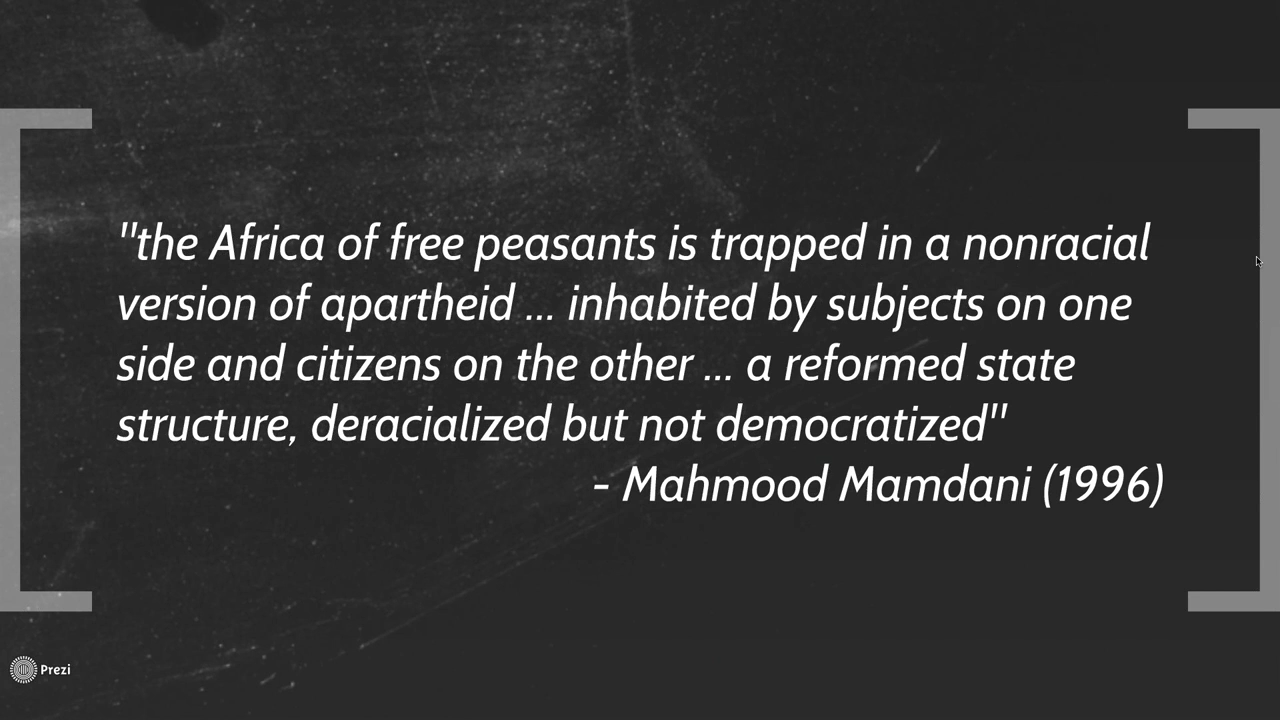 "the Africa of free peasants is trapped in a nonracial
version of apartheid ... inhabited by subjects on one
side and citizens on the other ... a reformed state
structure, deracialized but not democratized"
- Mahmood Mamdani (1996)
Prezi